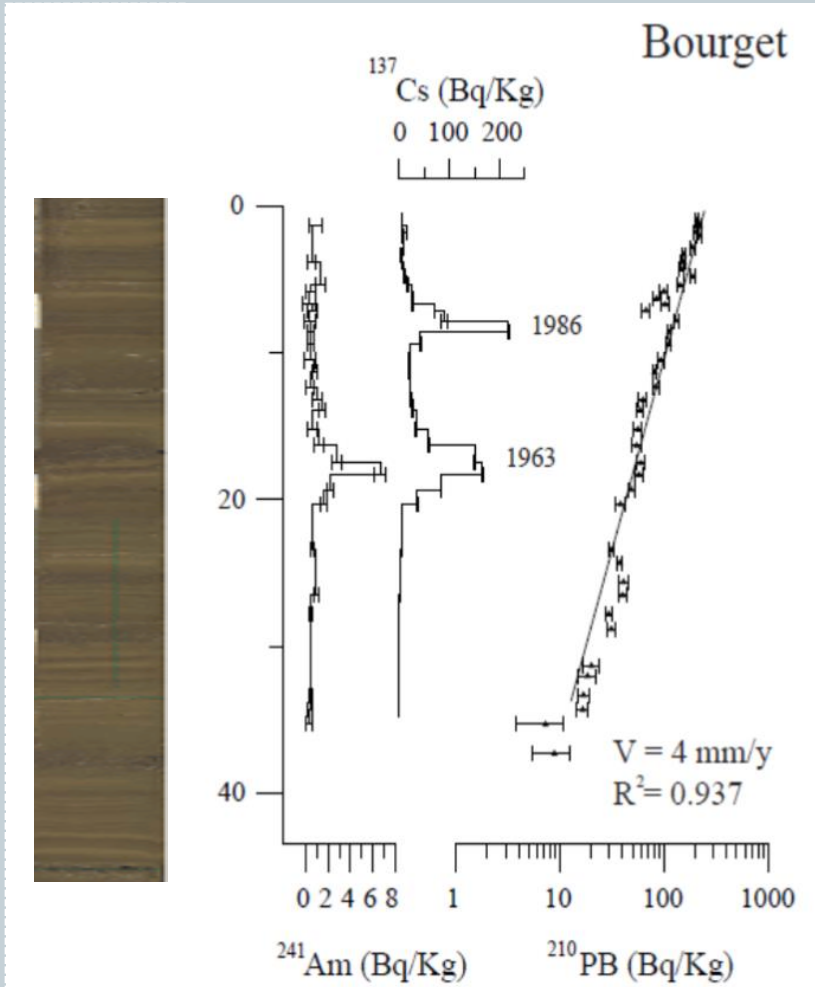 Bourget
137
Cs (Bq/Kg)
0 100 200
0
1986
1963
20
V = 4 mm/y
R²= 0.937
40
0 2 4 6 8 1 10 100 1000
²⁴¹Am (Bq/Kg) ²¹⁰PB (Bq/Kg)